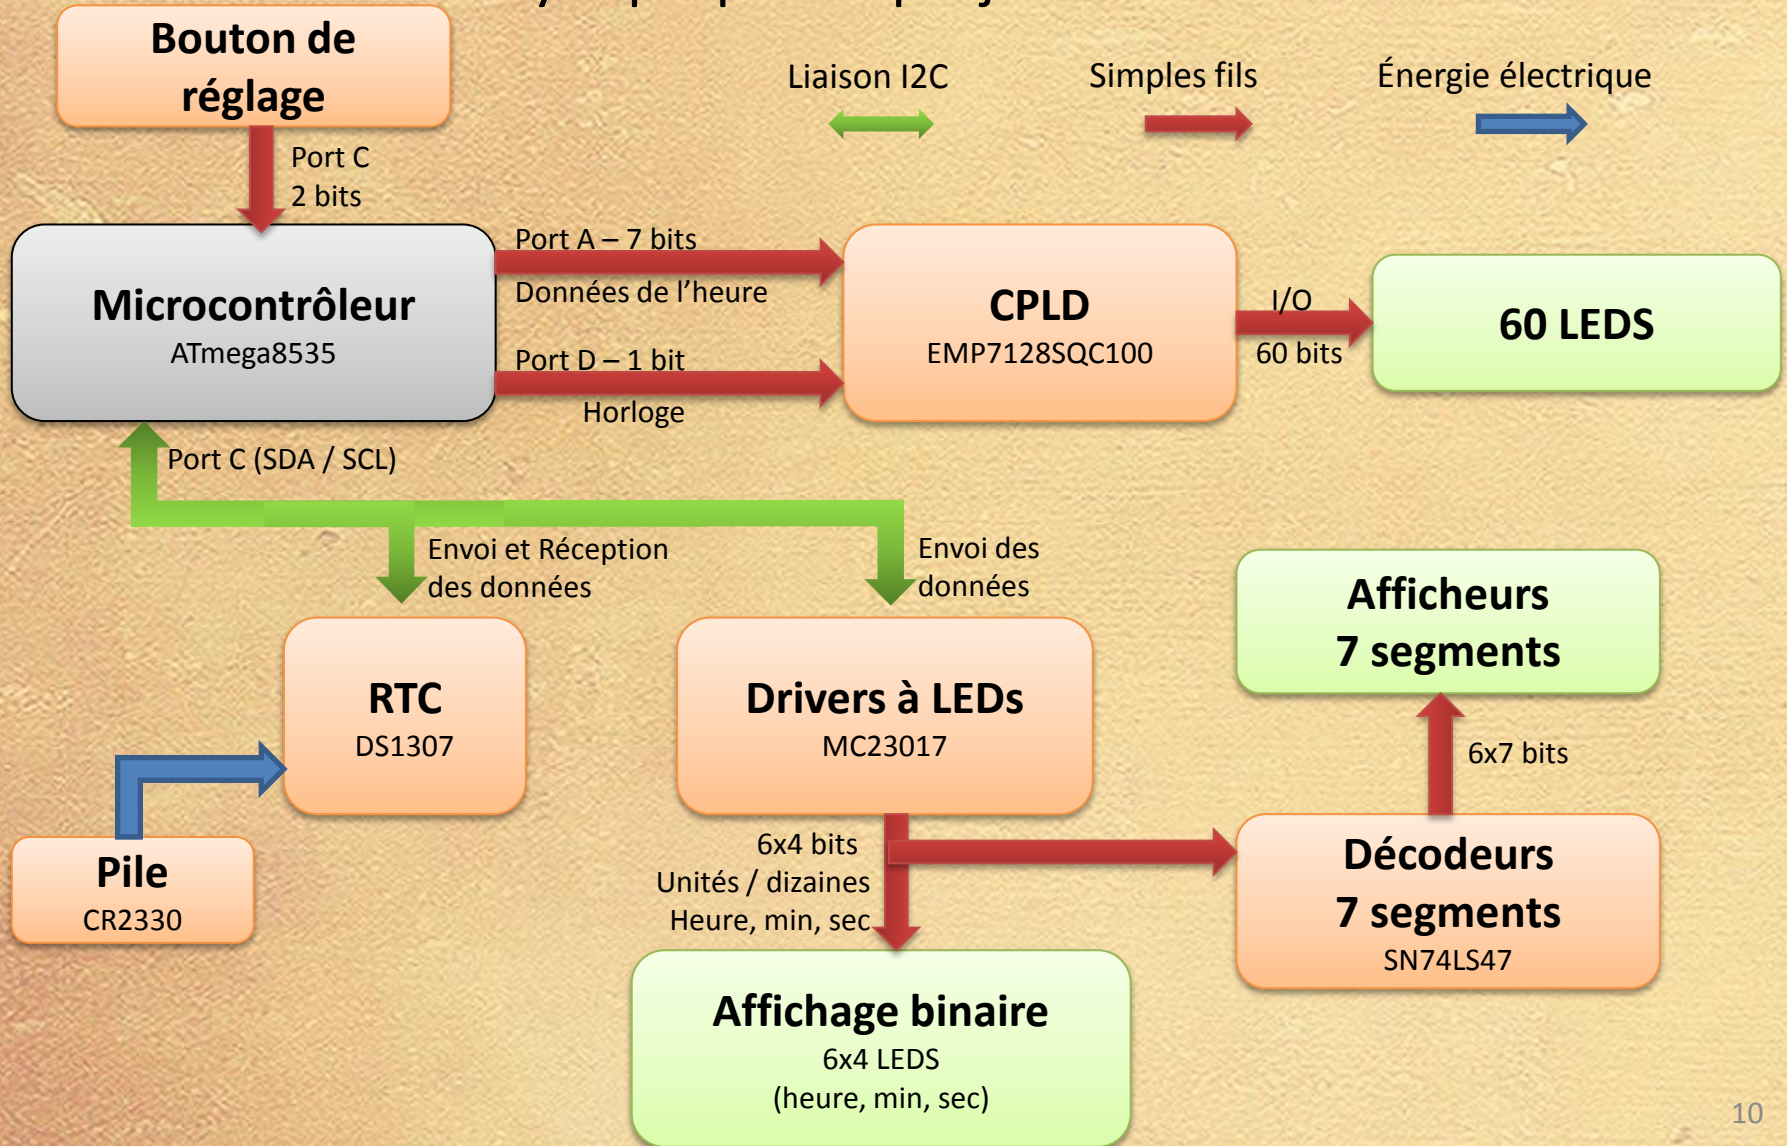 Bouton de
réglage
Liaison I2C
Simples fils
Énergie électrique
Port C
2 bits
Microcontrôleur
ATmega8535
Port A – 7 bits
Données de l’heure
Port D – 1 bit
Horloge
CPLD
EMP7128SQC100
I/O
60 bits
60 LEDS
Port C (SDA / SCL)
Envoi et Réception
des données
Envoi des
données
RTC
DS1307
Drivers à LEDs
MC23017
Afficheurs
7 segments
6x7 bits
Pile
CR2330
6x4 bits
Unités / dizaines
Heure, min, sec
Décodeurs
7 segments
SN74LS47
Affichage binaire
6x4 LEDS
(heure, min, sec)
10